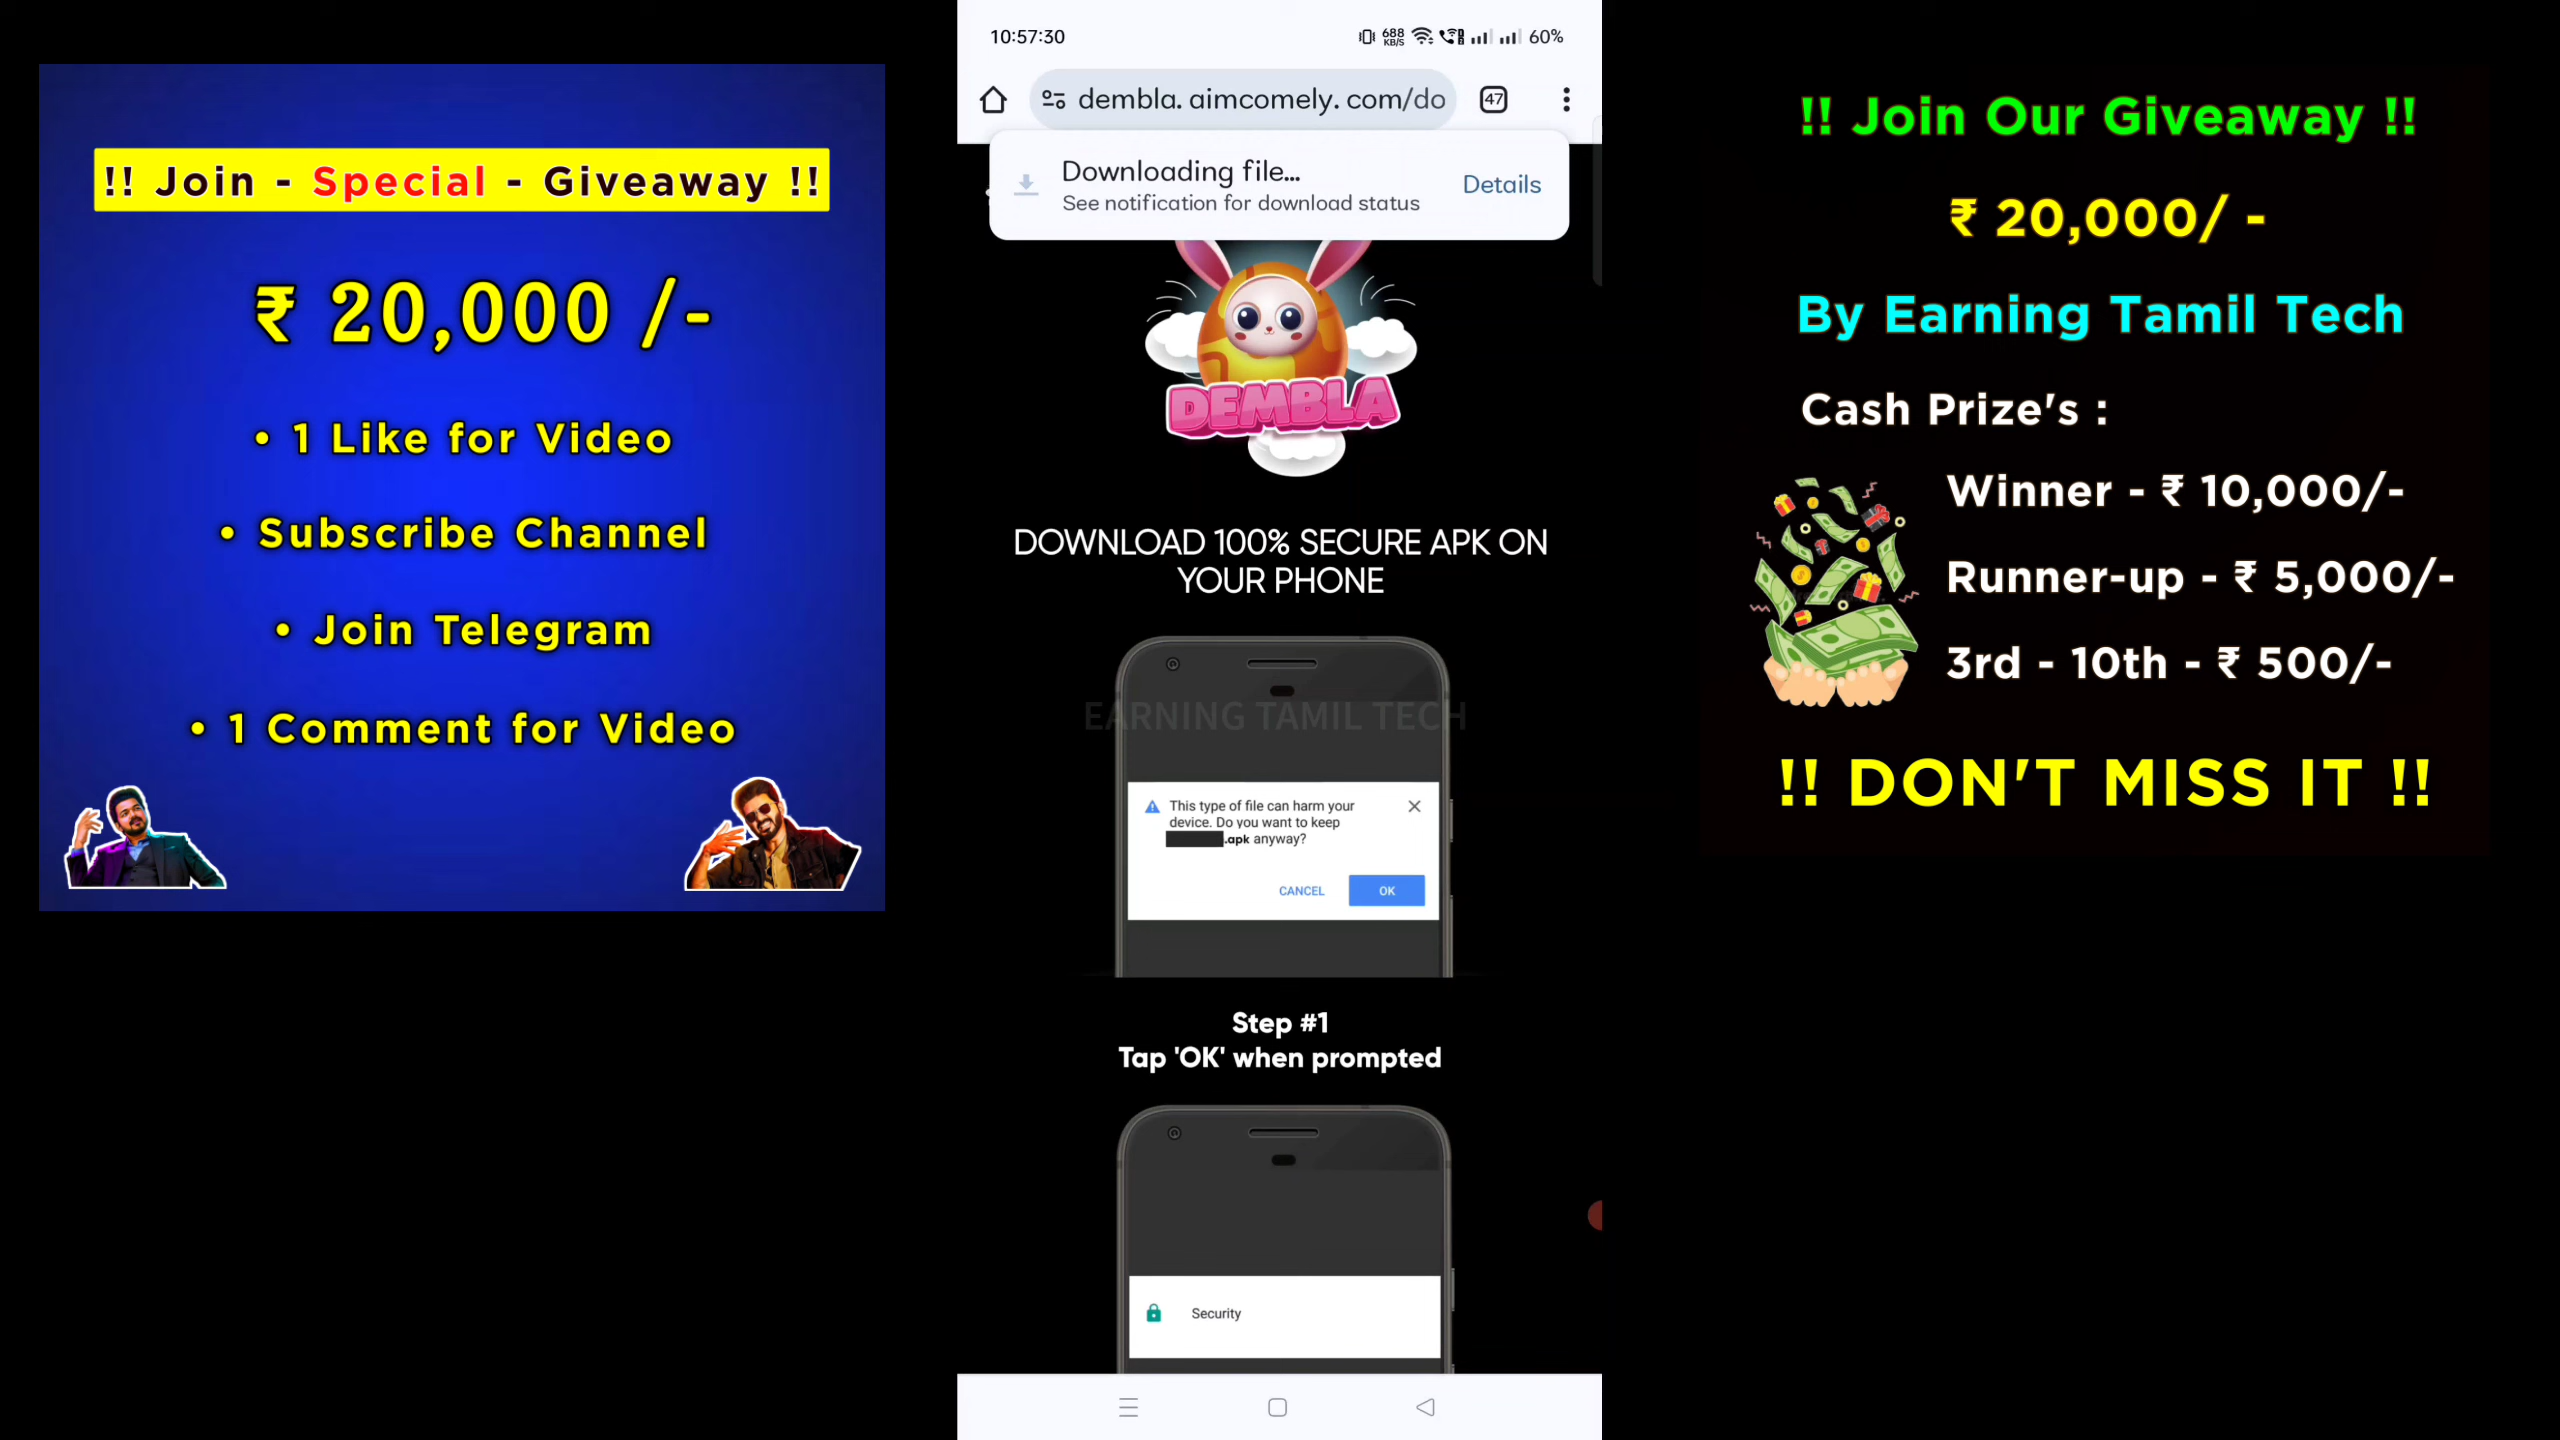 !! Join - Special - Giveaway !!
₹ 20,000 /-
• 1 Like for Video
• Subscribe Channel
• Join Telegram
• 1 Comment for Video
10:57:30
688 KB/S
60%
dembla.aimcomely.com/do
47
Downloading file...
See notification for download status
Details
DEMBLA
DOWNLOAD 100% SECURE APK ON
YOUR PHONE
EARNING TAMIL TECH
This type of file can harm your
device. Do you want to keep
.apk anyway?
CANCEL
OK
Step #1
Tap 'OK' when prompted
Security
!! Join Our Giveaway !!
₹ 20,000/ -
By Earning Tamil Tech
Cash Prize's :
Winner - ₹ 10,000/-
Runner-up - ₹ 5,000/-
3rd - 10th - ₹ 500/-
!! DON'T MISS IT !!